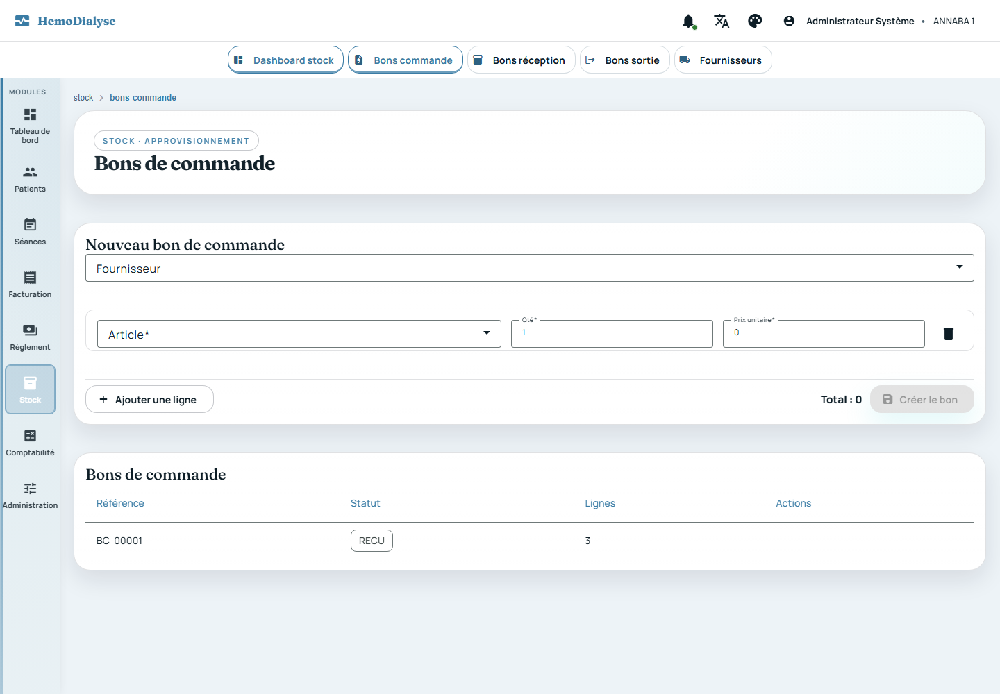 HemoDialyse
Administrateur Système • ANNABA 1
Dashboard stock
Bons commande
Bons réception
Bons sortie
Fournisseurs
MODULES
Tableau de
bord
Patients
Séances
Facturation
Règlement
Stock
Comptabilité
Administration
stock > bons-commande
STOCK · APPROVISIONNEMENT
Bons de commande
Nouveau bon de commande
Fournisseur
Article*
Qté*
1
Prix unitaire*
0
Ajouter une ligne
Total : 0
Créer le bon
Bons de commande
Référence Statut Lignes Actions
BC-00001 RECU 3